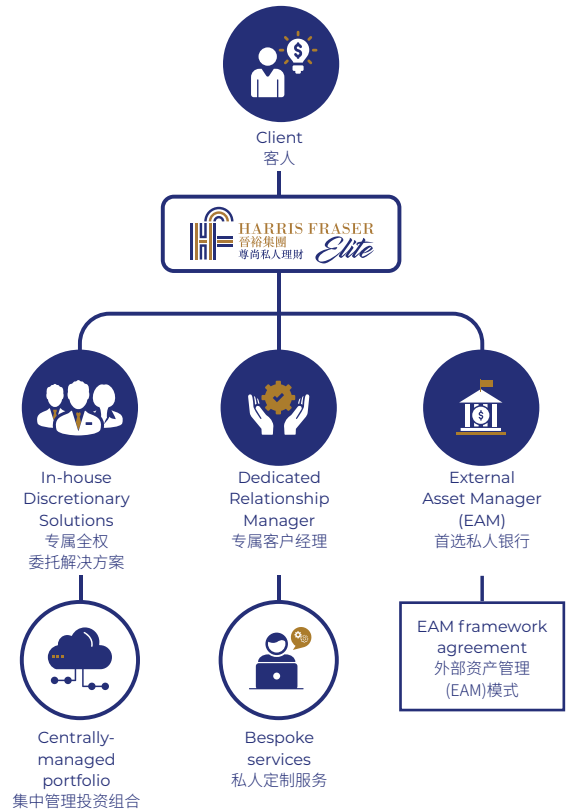 Client
客人
HARRIS FRASER
晉裕集團
尊尚私人理財
Elite
In-house
Discretionary
Solutions
专属全权
委托解决方案
Dedicated
Relationship
Manager
专属客户经理
External
Asset Manager
(EAM)
首选私人银行
Centrally-
managed
portfolio
集中管理投资组合
Bespoke
services
私人定制服务
EAM framework
agreement
外部资产管理
(EAM)模式